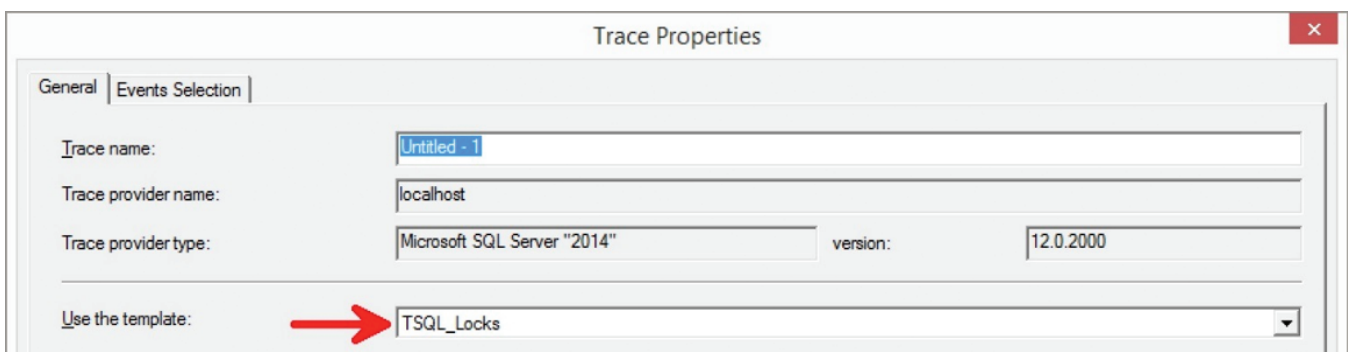 Trace Properties
General Events Selection
Trace name: Untitled - 1
Trace provider name: localhost
Trace provider type: Microsoft SQL Server "2014" version: 12.0.2000
Use the template: TSQL_Locks